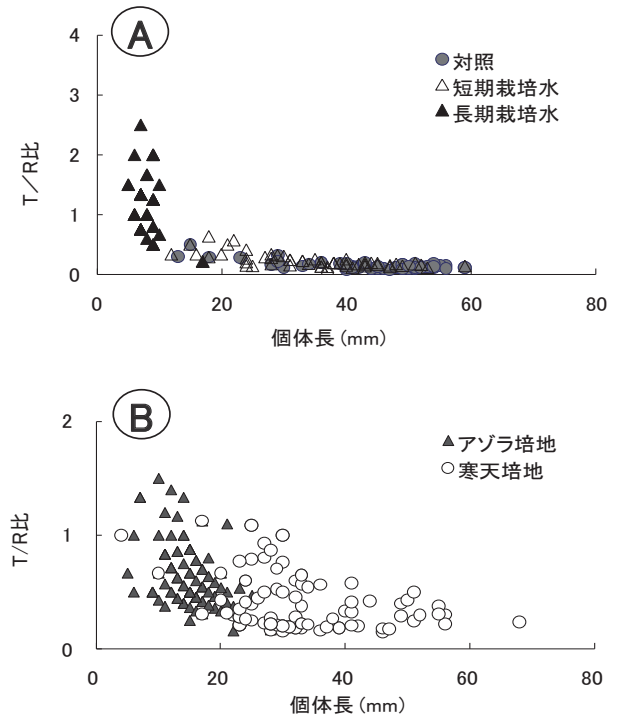 A
4
3
2
1
0
T／R比
対照
短期栽培水
長期栽培水
0 20 40 60 80
個体長(mm)
B
2
1
0
T/R比
アゾラ培地
寒天培地
0 20 40 60 80
個体長(mm)